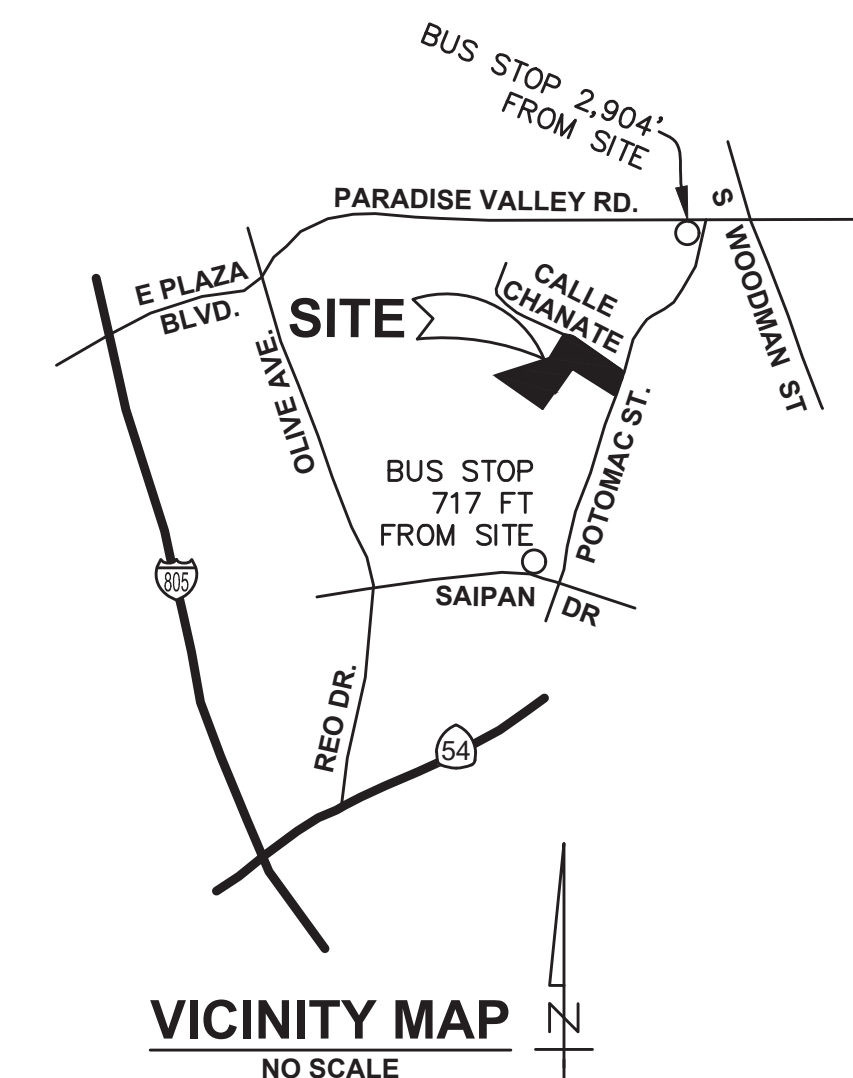 BUS STOP 2,904'
FROM SITE
PARADISE VALLEY RD.
S WOODMAN ST
E PLAZA
BLVD.
CALLE
CHANATE
SITE
OLIVE AVE.
POTOMAC ST.
BUS STOP
717 FT
FROM SITE
SAIPAN DR
805
REO DR.
54
VICINITY MAP
NO SCALE
N